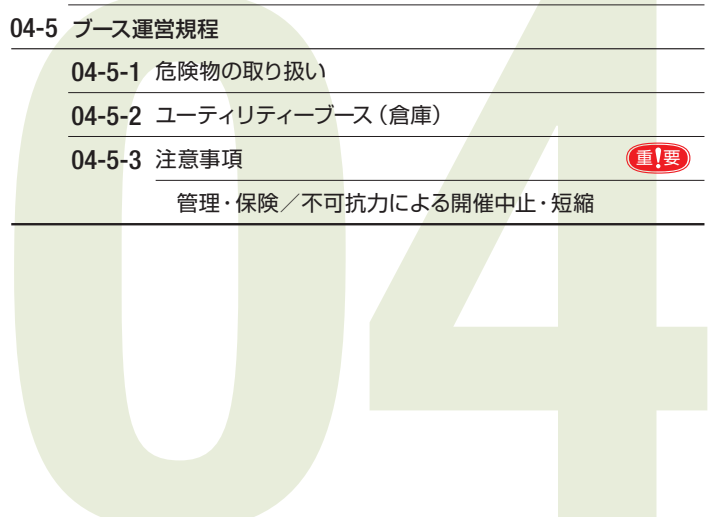 04-5 ブース運営規程
04-5-1 危険物の取り扱い
04-5-2 ユーティリティーブース（倉庫）
04-5-3 注意事項 重!要
管理・保険／不可抗力による開催中止・短縮
04